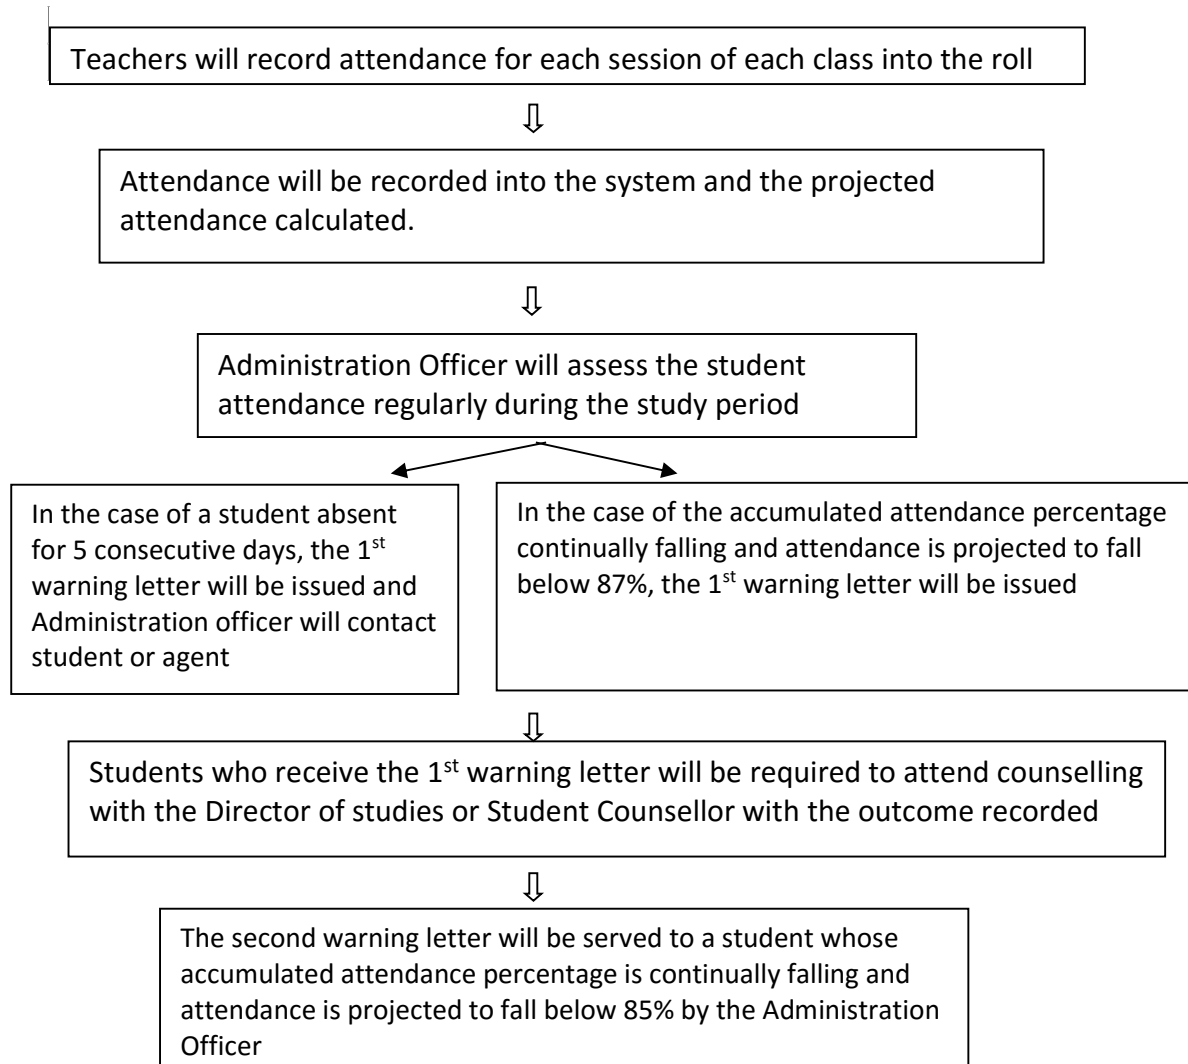 Teachers will record attendance for each session of each class into the roll
Attendance will be recorded into the system and the projected
attendance calculated.
Administration Officer will assess the student
attendance regularly during the study period
In the case of a student absent
for 5 consecutive days, the 1st
warning letter will be issued and
Administration officer will contact
student or agent
In the case of the accumulated attendance percentage
continually falling and attendance is projected to fall
below 87%, the 1st warning letter will be issued
Students who receive the 1st warning letter will be required to attend counselling
with the Director of studies or Student Counsellor with the outcome recorded
The second warning letter will be served to a student whose
accumulated attendance percentage is continually falling and
attendance is projected to fall below 85% by the Administration
Officer